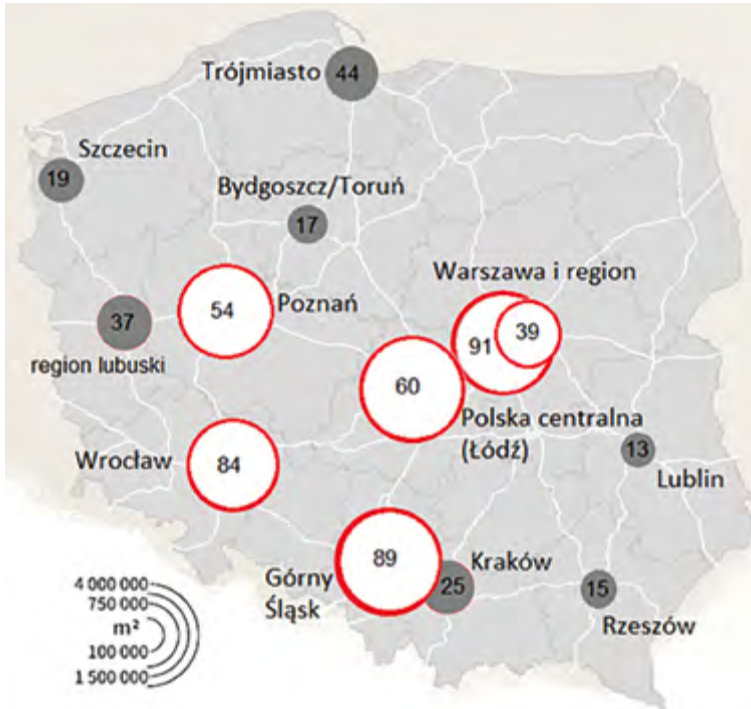 Trójmiasto 44
Szczecin
19
Bydgoszcz/Toruń
17
Warszawa i region
54
Poznań
39
91
37
region lubuski
60
Polska centralna
(Łódź)
Wrocław
84
13
Lublin
89
Kraków
25
Górny
Śląsk
15
Rzeszów
4 000 000
750 000
m²
100 000
1 500 000